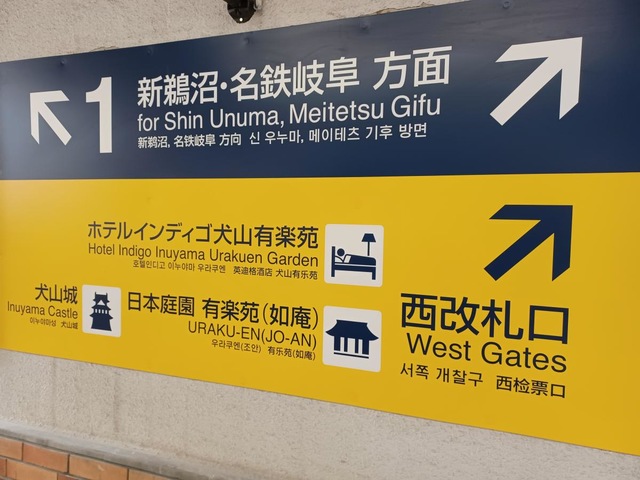 1
新鵜沼・名鉄岐阜 方面
for Shin Unuma, Meitetsu Gifu
新鹈沼, 名铁岐阜 方向 신 우누마, 메이테츠 기후 방면
ホテルインディゴ犬山有楽苑
Hotel Indigo Inuyama Urakuen Garden
호텔인디고 이누야마 우라쿠엔 英迪格酒店 犬山有乐苑
犬山城
Inuyama Castle
이누야마성 犬山城
日本庭園 有楽苑(如庵)
URAKU-EN(JO-AN)
우라쿠엔(조안) 有乐苑(如庵)
西改札口
West Gates
서쪽 개찰구 西检票口